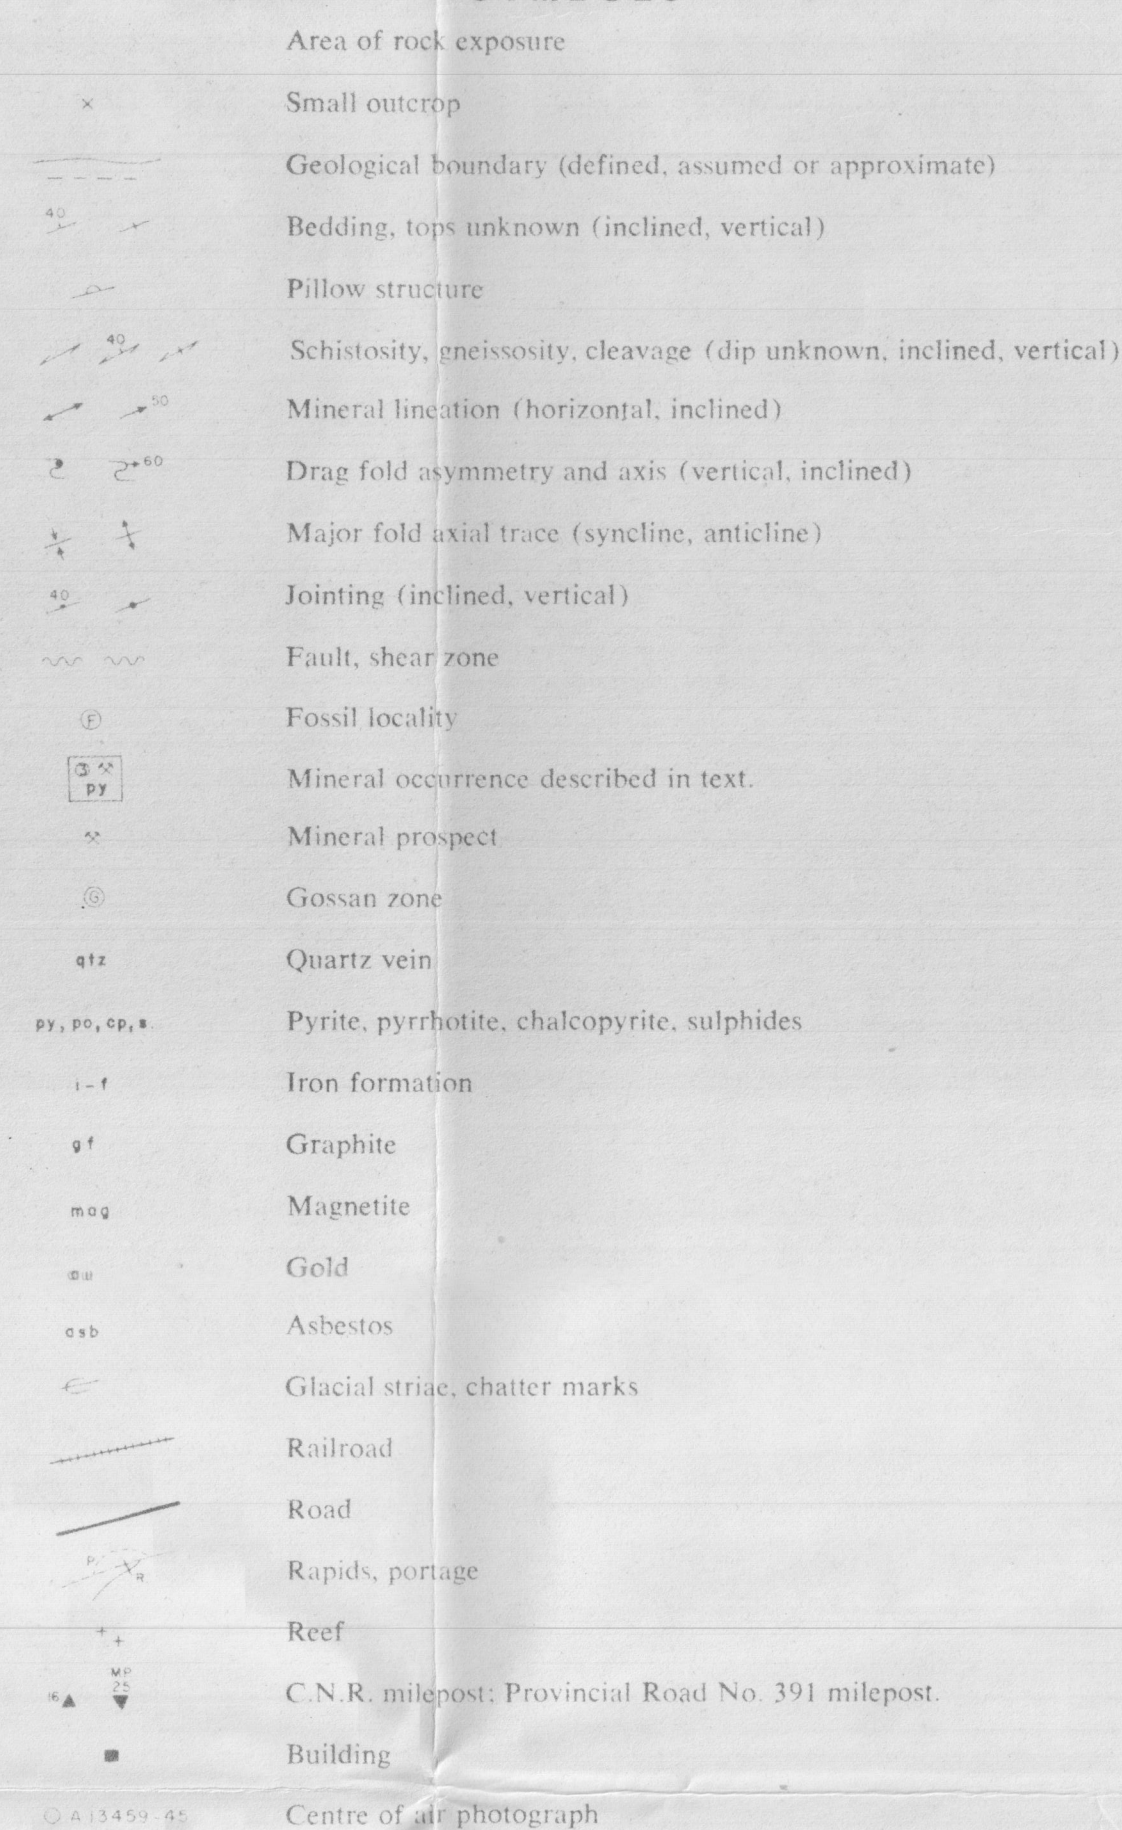 Area of rock exposure
× Small outcrop
Geological boundary (defined, assumed or approximate)
40 Bedding, tops unknown (inclined, vertical)
Pillow structure
40 Schistosity, gneissosity, cleavage (dip unknown, inclined, vertical)
50 Mineral lineation (horizontal, inclined)
60 Drag fold asymmetry and axis (vertical, inclined)
Major fold axial trace (syncline, anticline)
40 Jointing (inclined, vertical)
Fault, shear zone
F Fossil locality
3
py Mineral occurrence described in text.
Mineral prospect
G Gossan zone
qtz Quartz vein
py, po, cp, s. Pyrite, pyrrhotite, chalcopyrite, sulphides
i-f Iron formation
gf Graphite
mag Magnetite
au Gold
asb Asbestos
Glacial striae, chatter marks
Railroad
Road
P R Rapids, portage
Reef
MP
25
16 C.N.R. milepost; Provincial Road No. 391 milepost.
Building
A13459-45 Centre of air photograph